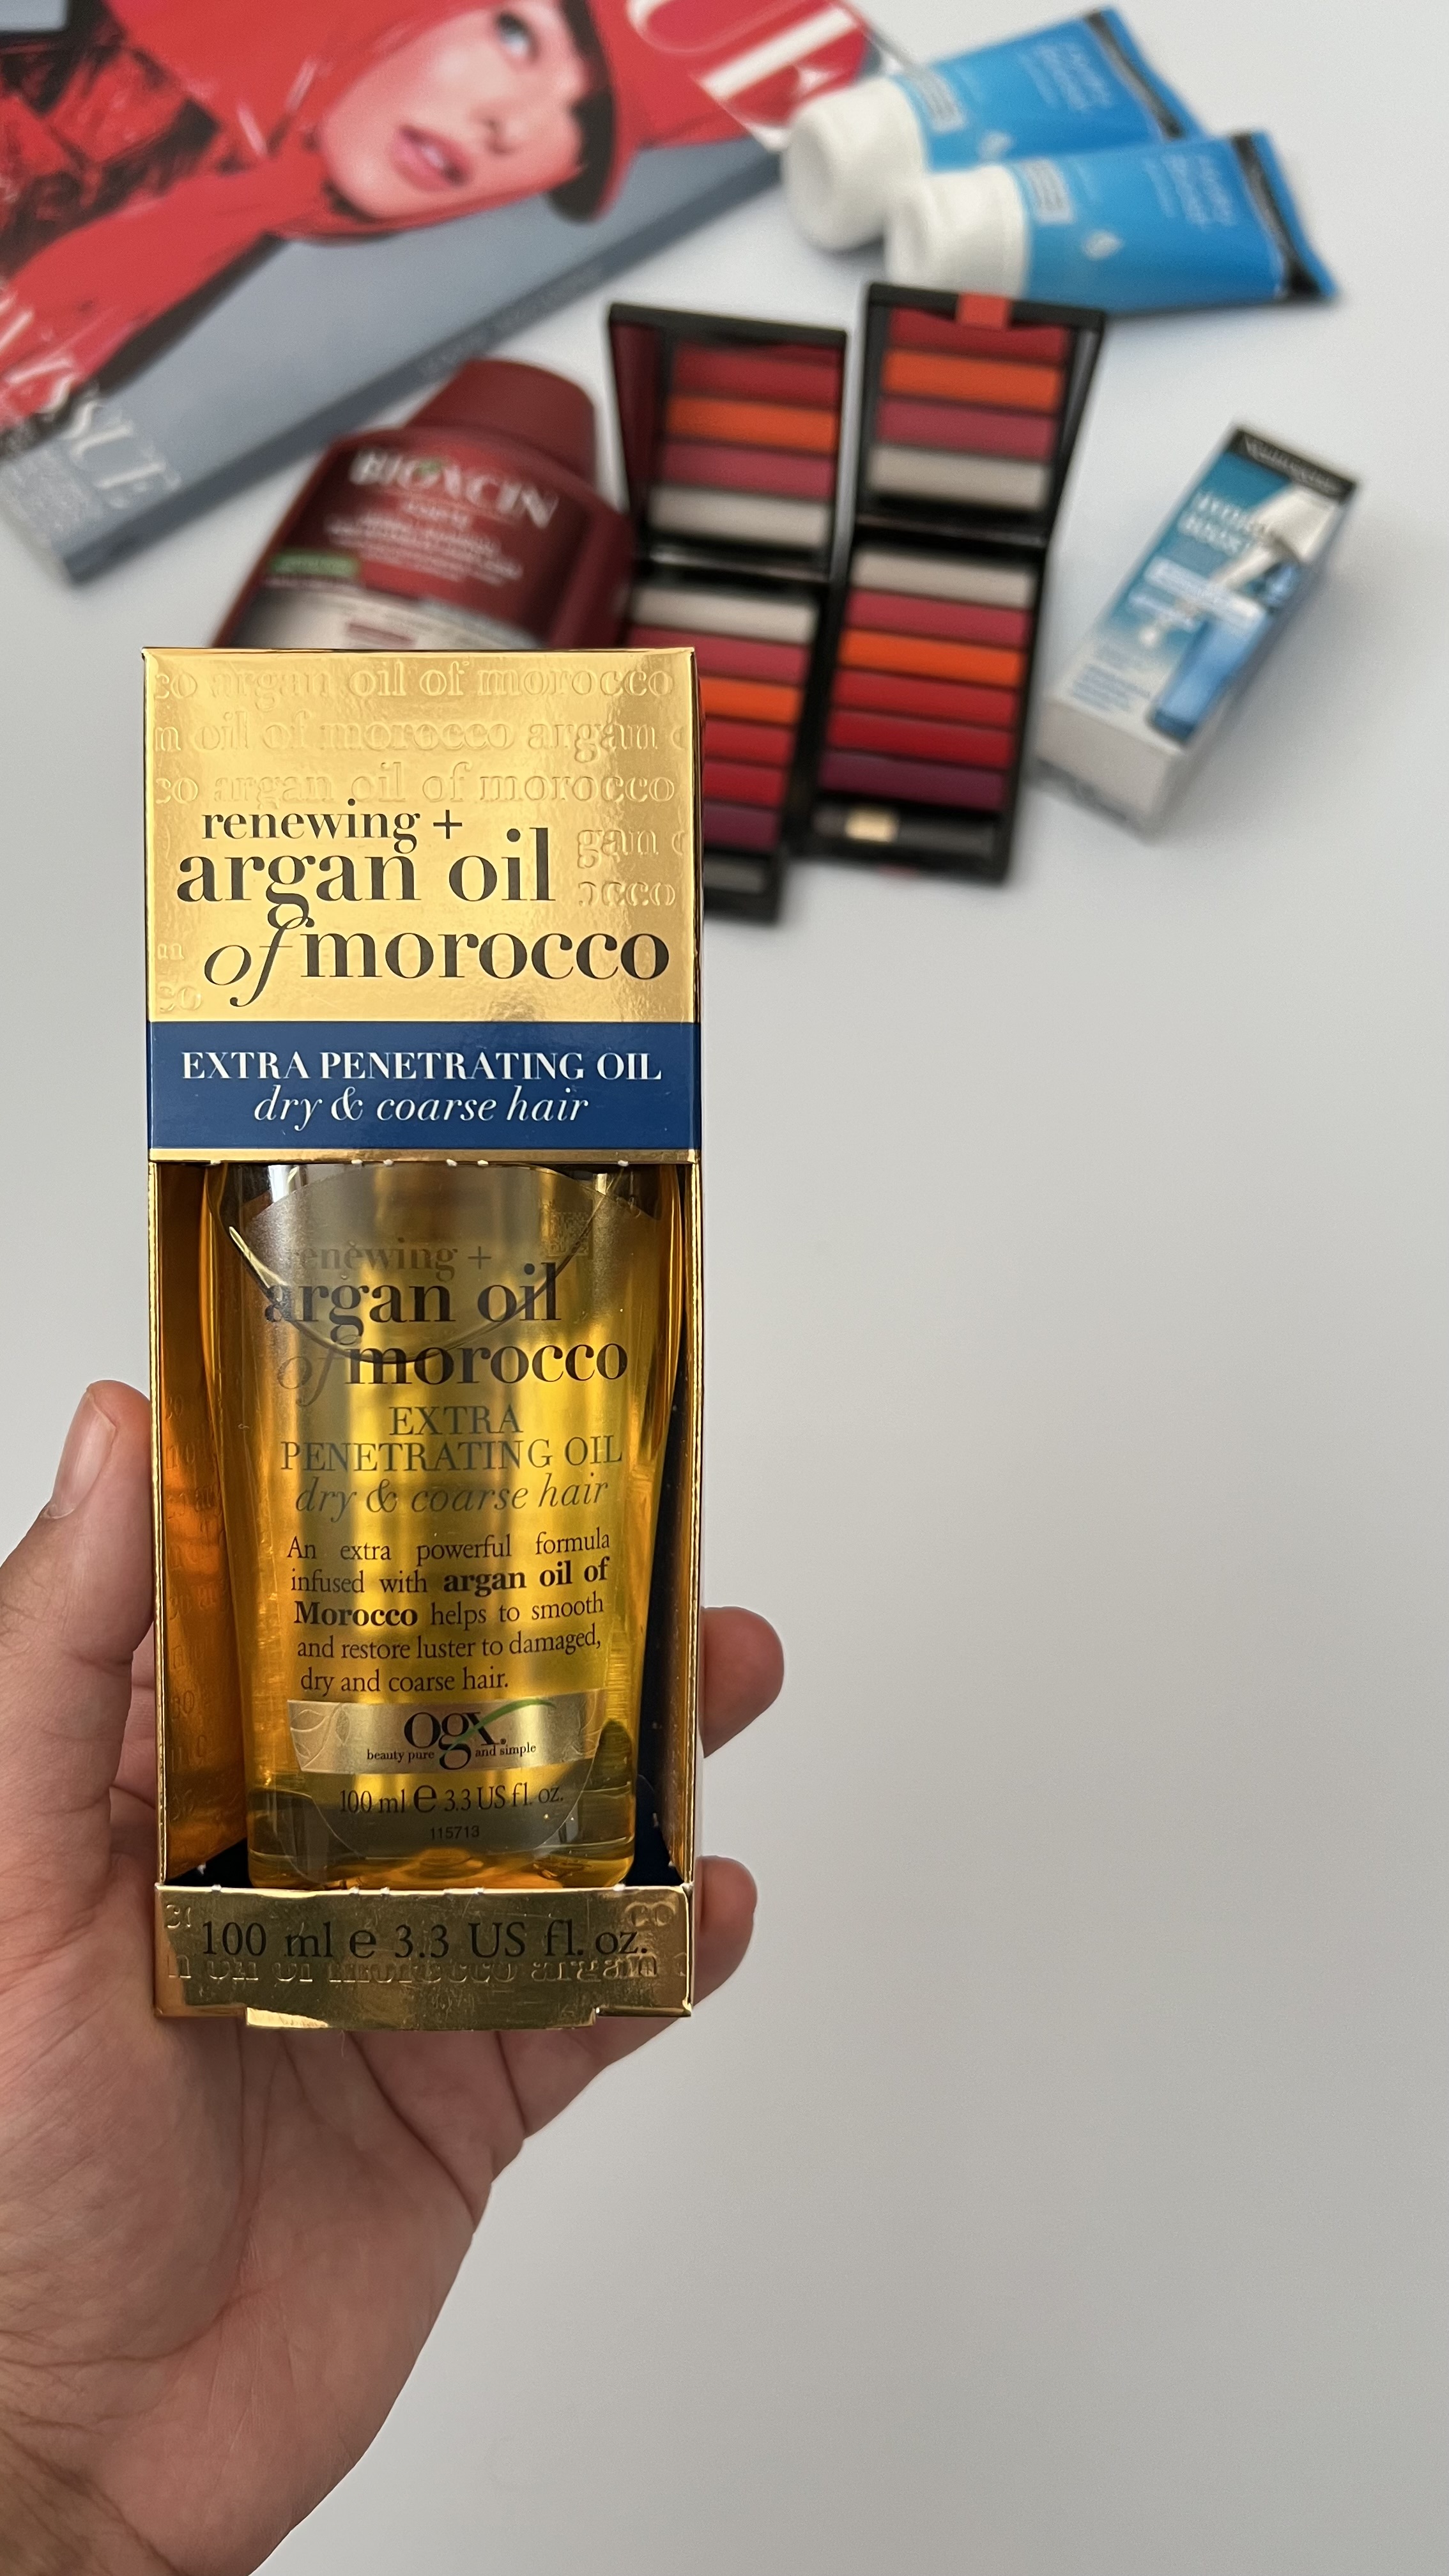 BIOXCIN
co argan oil of morocco
n oil of morocco argan
co argan oil of morocco
renewing +
argan oil
of morocco
EXTRA PENETRATING OIL
dry & coarse hair
renewing +
argan oil
of morocco
EXTRA
PENETRATING OIL
dry & coarse hair
An extra powerful formula
infused with argan oil of
Morocco helps to smooth
and restore luster to damaged,
dry and coarse hair.
ogx
beauty pure and simple
100 ml e 3.3 US fl. oz.
115713
100 ml e 3.3 US fl. oz.